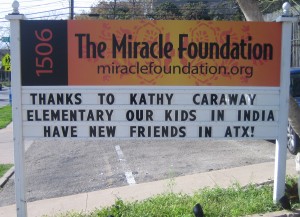 1506
The Miracle Foundation
miraclefoundation.org
THANKS TO KATHY CARAWAY
ELEMENTARY OUR KIDS IN INDIA
HAVE NEW FRIENDS IN ATX!